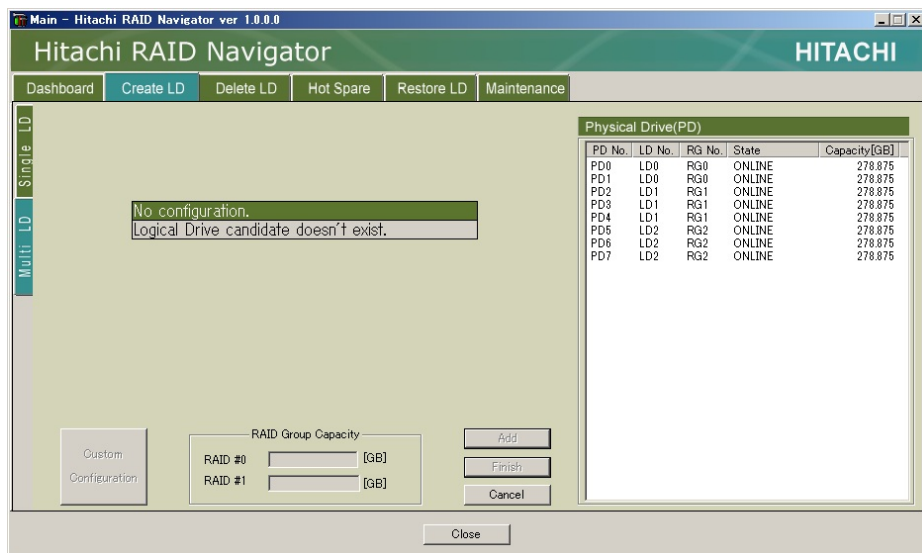 Main - Hitachi RAID Navigator ver 1.0.0.0
Hitachi RAID Navigator
HITACHI
Dashboard Create LD Delete LD Hot Spare Restore LD Maintenance
Single LD
Multi LD
No configuration.
Logical Drive candidate doesn't exist.
Custom
Configuration
RAID Group Capacity
RAID #0 [GB]
RAID #1 [GB]
Add
Finish
Cancel
Physical Drive(PD)
PD No. LD No. RG No. State Capacity[GB]
PD0 LD0 RG0 ONLINE 278.875
PD1 LD0 RG0 ONLINE 278.875
PD2 LD1 RG1 ONLINE 278.875
PD3 LD1 RG1 ONLINE 278.875
PD4 LD1 RG1 ONLINE 278.875
PD5 LD2 RG2 ONLINE 278.875
PD6 LD2 RG2 ONLINE 278.875
PD7 LD2 RG2 ONLINE 278.875
Close